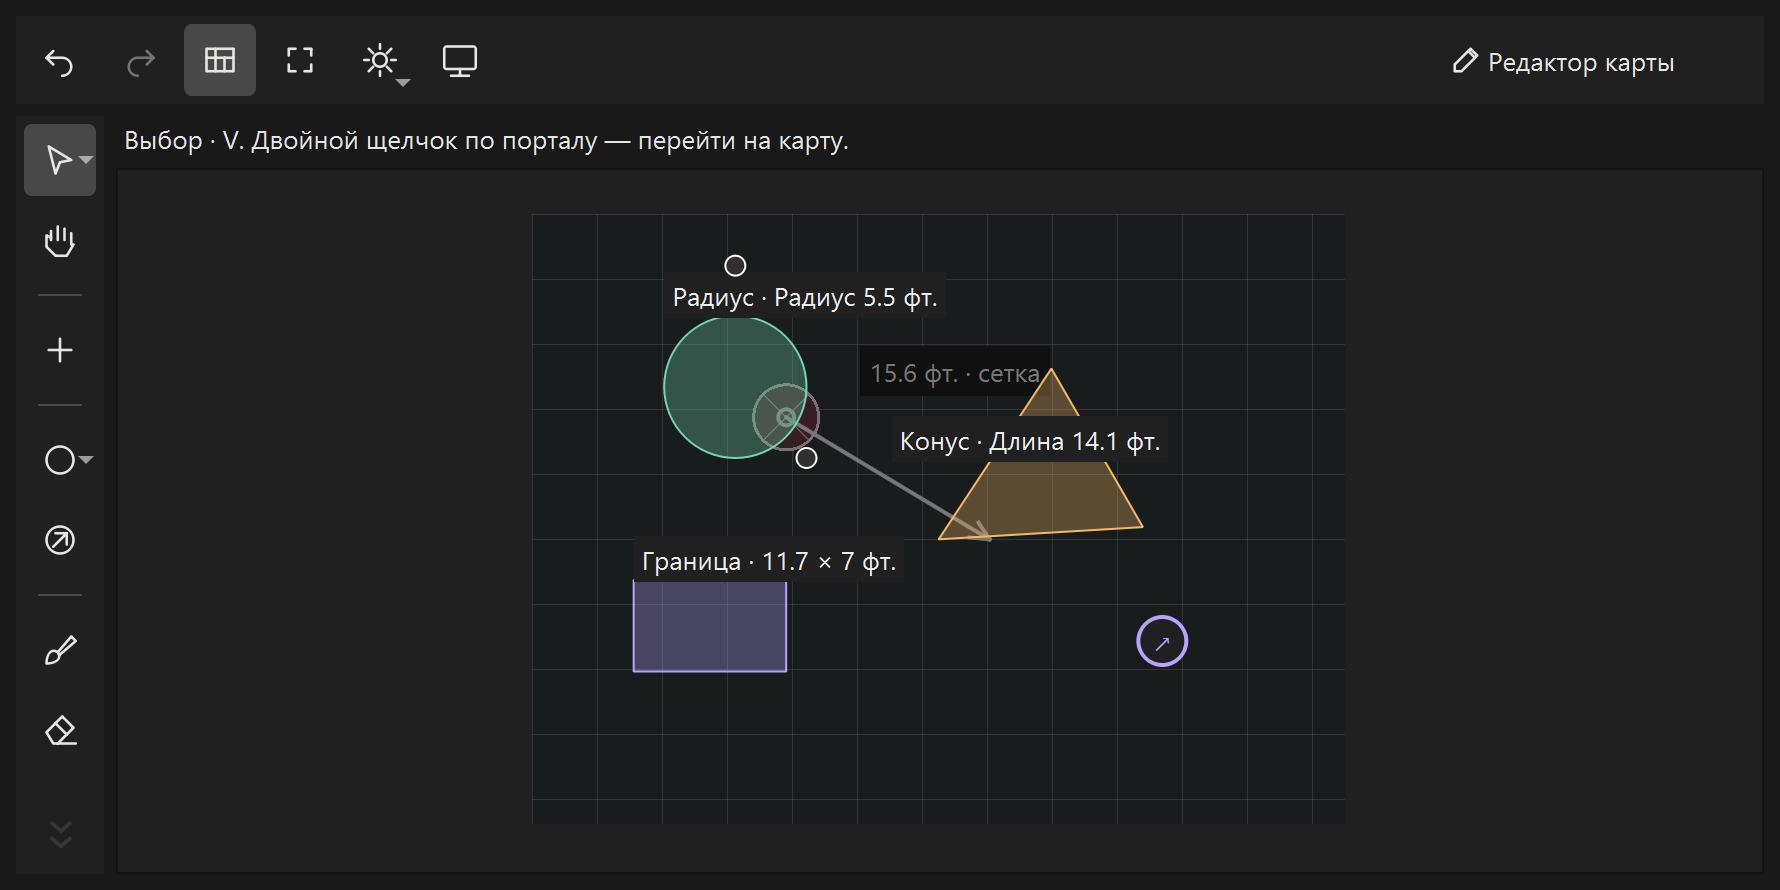 Редактор карты
Выбор · V. Двойной щелчок по порталу — перейти на карту.
Радиус · Радиус 5.5 фт.
15.6 фт. · сетка
Конус · Длина 14.1 фт.
Граница · 11.7 × 7 фт.